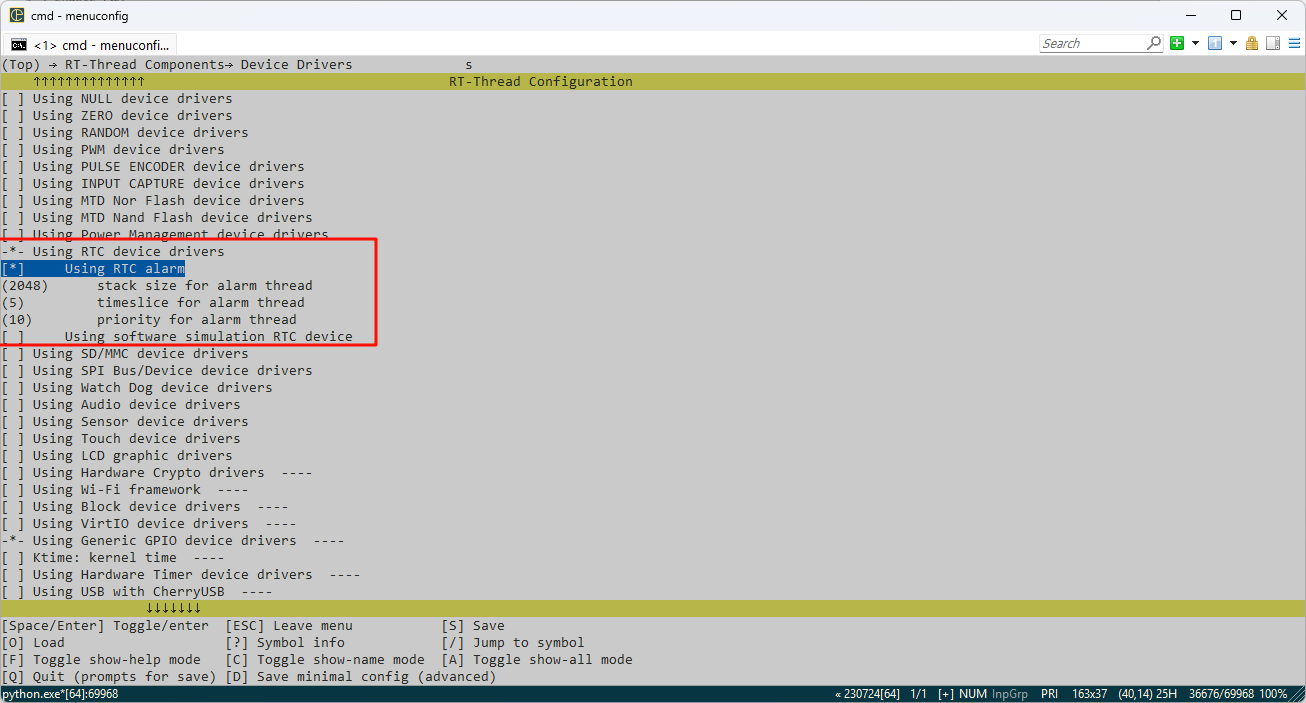 cmd - menuconfig
<1> cmd - menuconfi...
Search
(Top) → RT-Thread Components→ Device Drivers s
↑↑↑↑↑↑↑↑↑↑↑↑↑↑ RT-Thread Configuration
[ ] Using NULL device drivers
[ ] Using ZERO device drivers
[ ] Using RANDOM device drivers
[ ] Using PWM device drivers
[ ] Using PULSE ENCODER device drivers
[ ] Using INPUT CAPTURE device drivers
[ ] Using MTD Nor Flash device drivers
[ ] Using MTD Nand Flash device drivers
[ ] Using Power Management device drivers
-*- Using RTC device drivers
[*] Using RTC alarm
(2048) stack size for alarm thread
(5) timeslice for alarm thread
(10) priority for alarm thread
[ ] Using software simulation RTC device
[ ] Using SD/MMC device drivers
[ ] Using SPI Bus/Device device drivers
[ ] Using Watch Dog device drivers
[ ] Using Audio device drivers
[ ] Using Sensor device drivers
[ ] Using Touch device drivers
[ ] Using LCD graphic drivers
[ ] Using Hardware Crypto drivers ----
[ ] Using Wi-Fi framework ----
[ ] Using Block device drivers ----
[ ] Using VirtIO device drivers ----
-*- Using Generic GPIO device drivers ----
[ ] Ktime: kernel time ----
[ ] Using Hardware Timer device drivers ----
[ ] Using USB with CherryUSB ----
↓↓↓↓↓↓↓
[Space/Enter] Toggle/enter [ESC] Leave menu [S] Save
[O] Load [?] Symbol info [/] Jump to symbol
[F] Toggle show-help mode [C] Toggle show-name mode [A] Toggle show-all mode
[Q] Quit (prompts for save) [D] Save minimal config (advanced)
python.exe*[64]:69968 « 230724[64] 1/1 [+] NUM InpGrp PRI 163x37 (40,14) 25H 36676/69968 100%